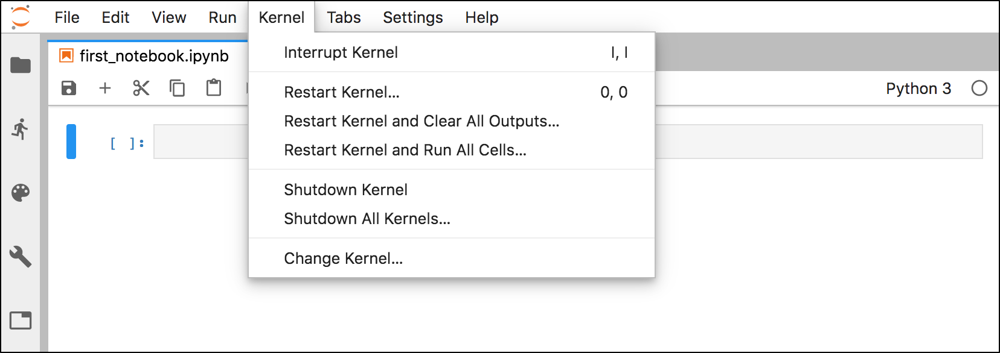 File Edit View Run Kernel Tabs Settings Help
first_notebook.ipynb
Interrupt Kernel I, I
Restart Kernel... 0, 0
Python 3
Restart Kernel and Clear All Outputs...
[ ]:
Restart Kernel and Run All Cells...
Shutdown Kernel
Shutdown All Kernels...
Change Kernel...